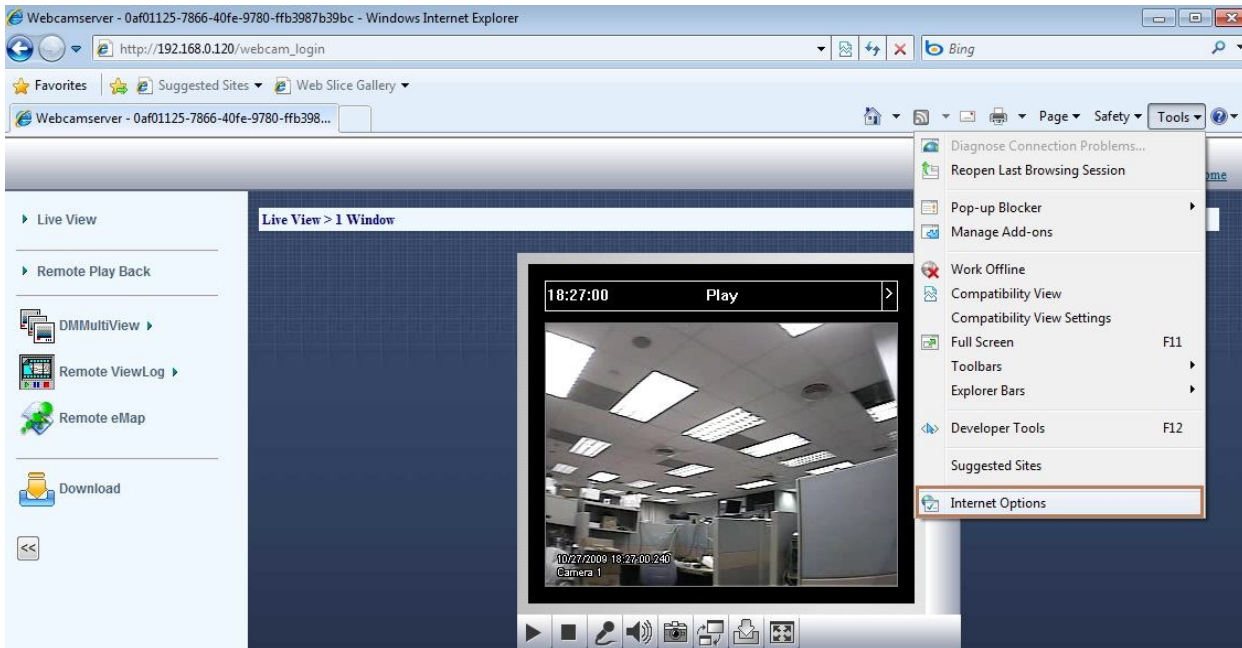 Webcamserver - 0af01125-7866-40fe-9780-ffb3987b39bc - Windows Internet Explorer
http://192.168.0.120/webcam_login
Bing
Favorites
Suggested Sites
Web Slice Gallery
Webcamserver - 0af01125-7866-40fe-9780-ffb398...
Page
Safety
Tools
Diagnose Connection Problems...
Reopen Last Browsing Session
Pop-up Blocker
Manage Add-ons
Work Offline
Compatibility View
Compatibility View Settings
Full Screen F11
Toolbars
Explorer Bars
Developer Tools F12
Suggested Sites
Internet Options
Live View
Remote Play Back
DMMultiView
Remote ViewLog
Remote eMap
Download
<<
Live View > 1 Window
18:27:00 Play >
10/27/2009 18:27:00.240
Camera 1